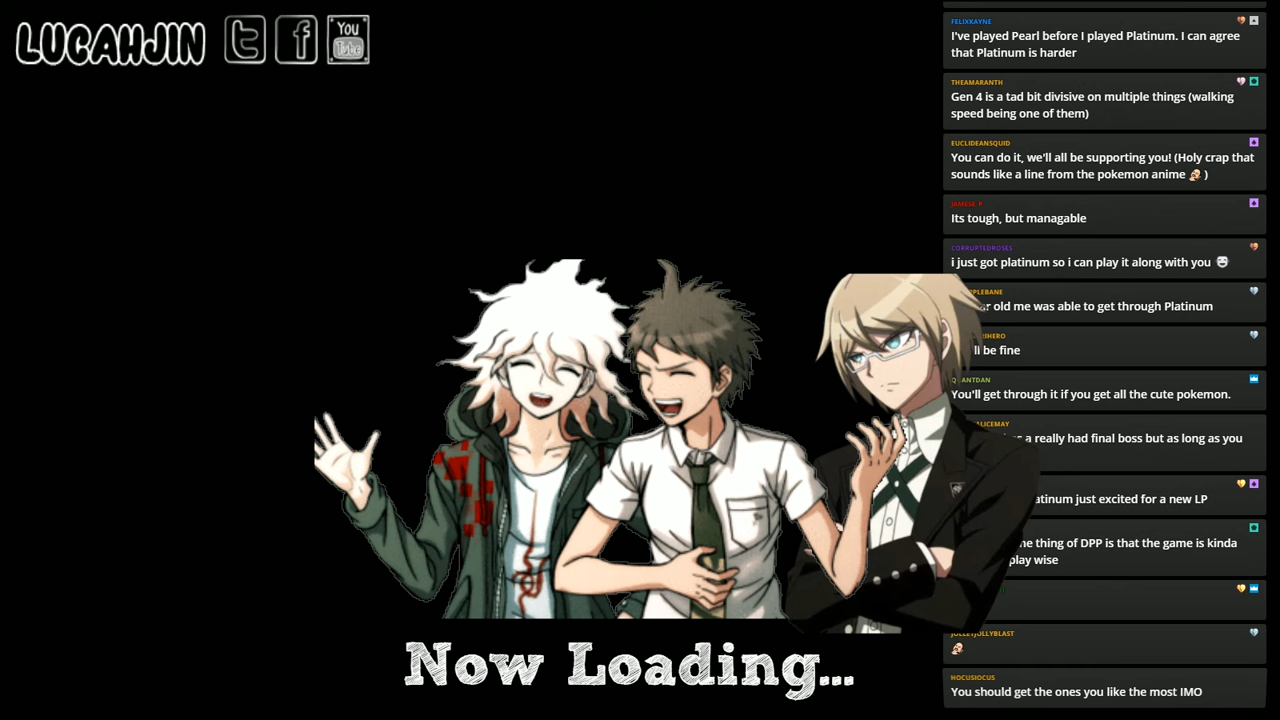 LUCAHJIN
t f You Tube
FELIXKAYNE
I've played Pearl before I played Platinum. I can agree
that Platinum is harder
THEAMARANTH
Gen 4 is a tad bit divisive on multiple things (walking
speed being one of them)
EUCLIDEANSQUID
You can do it, we'll all be supporting you! (Holy crap that
sounds like a line from the pokemon anime )
JAMESE_R
Its tough, but managable
CORRUPTEDROSES
i just got platinum so i can play it along with you
old me was able to get through Platinum
be fine
You'll get through it if you get all the cute pokemon.
a really had final boss but as long as you
just excited for a new LP
thing of DPP is that the game is kinda
wise
JOLLEYJOLLYBLAST
HOCUSIOCUS
You should get the ones you like the most IMO
Now Loading...